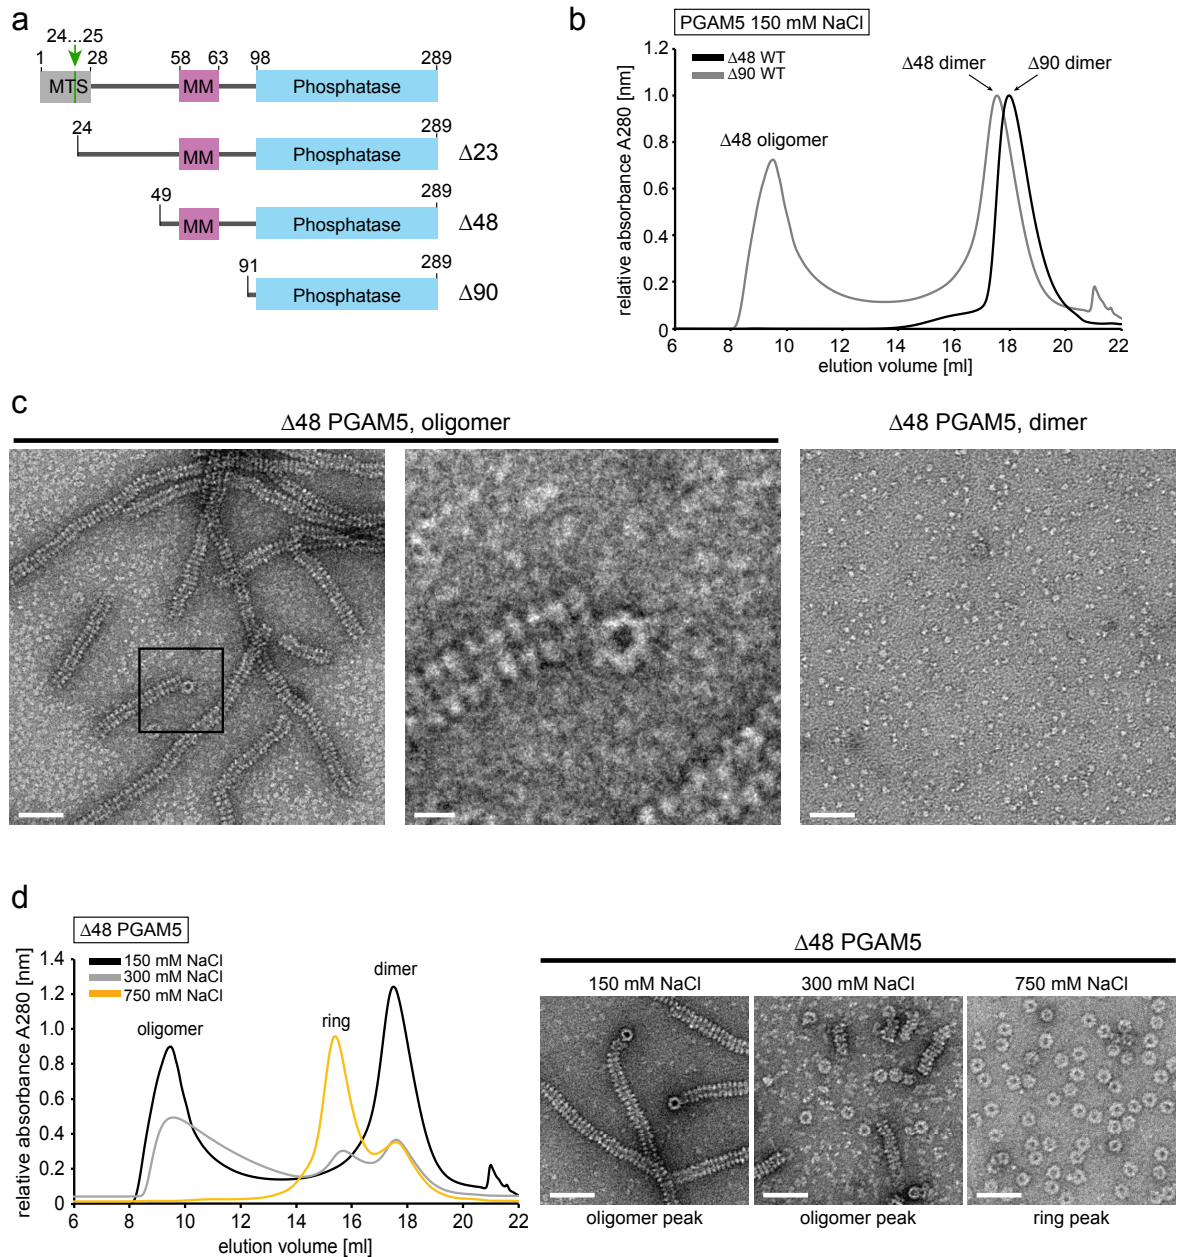 a
24...25
1 28 58 63 98 289
MTS MM Phosphatase
24 289
MM Phosphatase Δ23
49 289
MM Phosphatase Δ48
91 289
Phosphatase Δ90
b
PGAM5 150 mM NaCl
Δ48 WT
Δ90 WT
Δ48 dimer Δ90 dimer
Δ48 oligomer
relative absorbance A280 [nm]
1.2
1.0
0.8
0.6
0.4
0.2
0
6 8 10 12 14 16 18 20 22
elution volume [ml]
c
Δ48 PGAM5, oligomer
Δ48 PGAM5, dimer
d
Δ48 PGAM5
150 mM NaCl
300 mM NaCl
750 mM NaCl
oligomer
ring
dimer
relative absorbance A280 [nm]
1.4
1.2
1.0
0.8
0.6
0.4
0.2
0
6 8 10 12 14 16 18 20 22
elution volume [ml]
Δ48 PGAM5
150 mM NaCl 300 mM NaCl 750 mM NaCl
oligomer peak oligomer peak ring peak